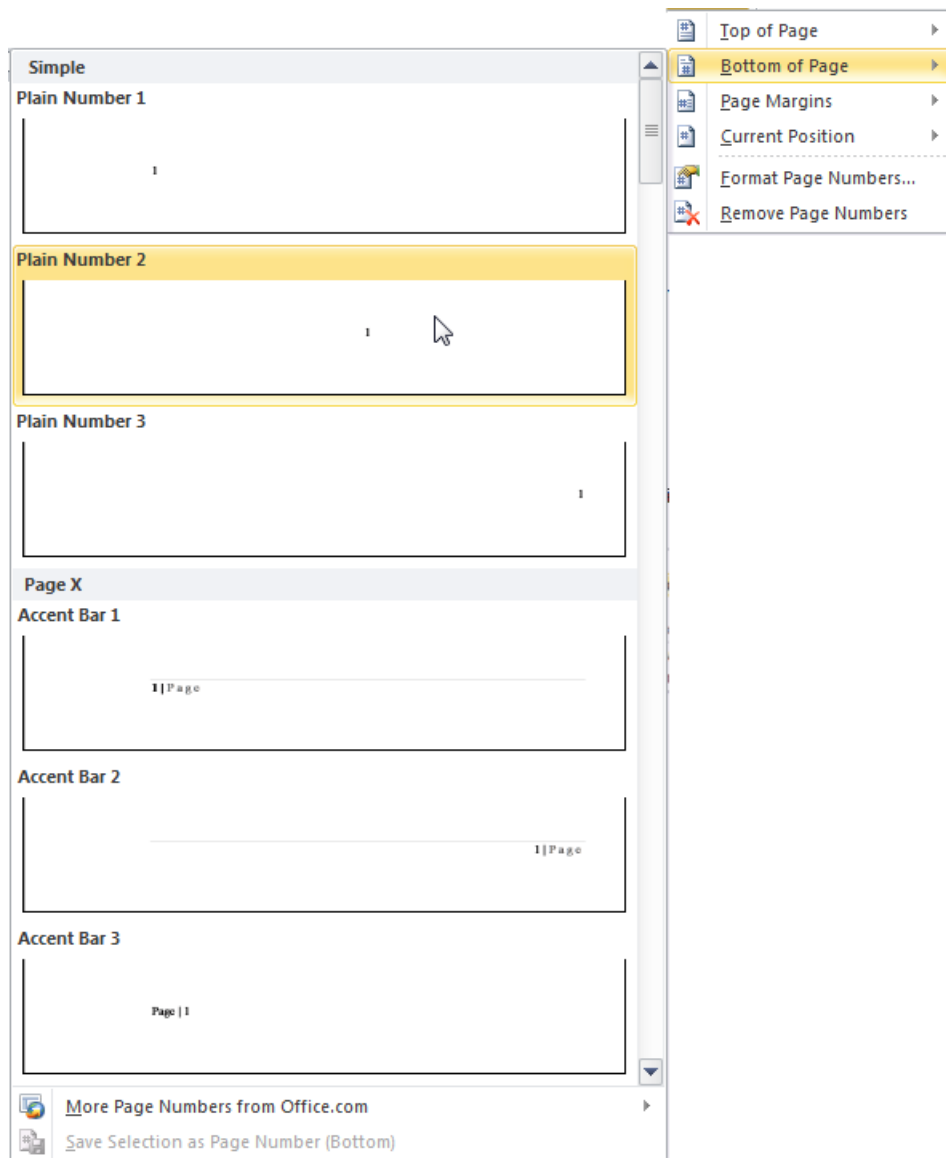 Top of Page
Bottom of Page
Page Margins
Current Position
Format Page Numbers...
Remove Page Numbers
Simple
Plain Number 1
1
Plain Number 2
1
Plain Number 3
1
Page X
Accent Bar 1
1|Page
Accent Bar 2
1|Page
Accent Bar 3
Page | 1
More Page Numbers from Office.com
Save Selection as Page Number (Bottom)